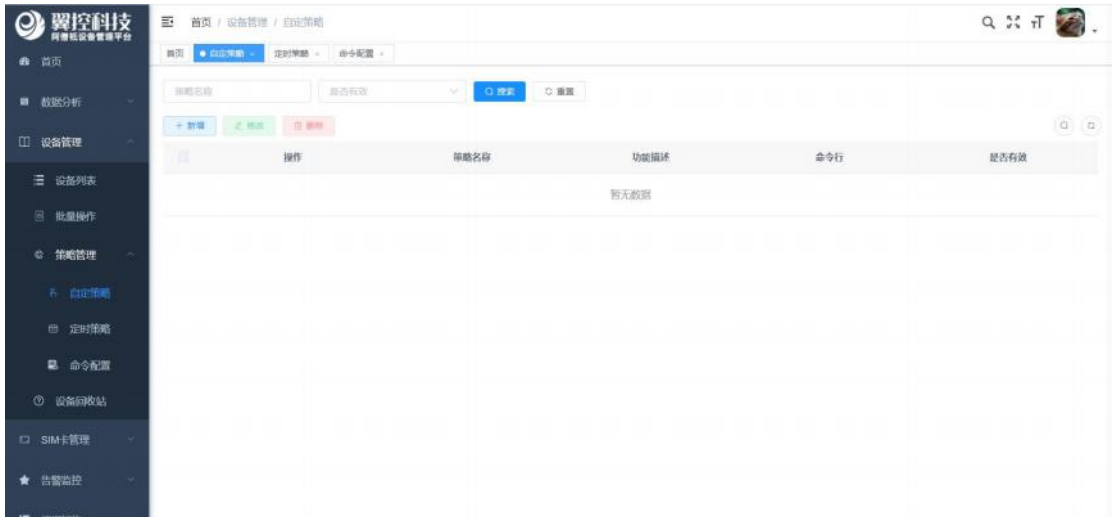 翼控科技
阿僧祗设备管理平台
首页
数据分析
设备管理
设备列表
批量操作
策略管理
自定策略
定时策略
命令配置
设备回收站
SIM卡管理
告警监控
首页 / 设备管理 / 自定策略
首页 自定策略 × 定时策略 × 命令配置 ×
策略名称 是否有效 搜索 重置
+ 新增 修改 删除
操作 策略名称 功能描述 命令行 是否有效
暂无数据